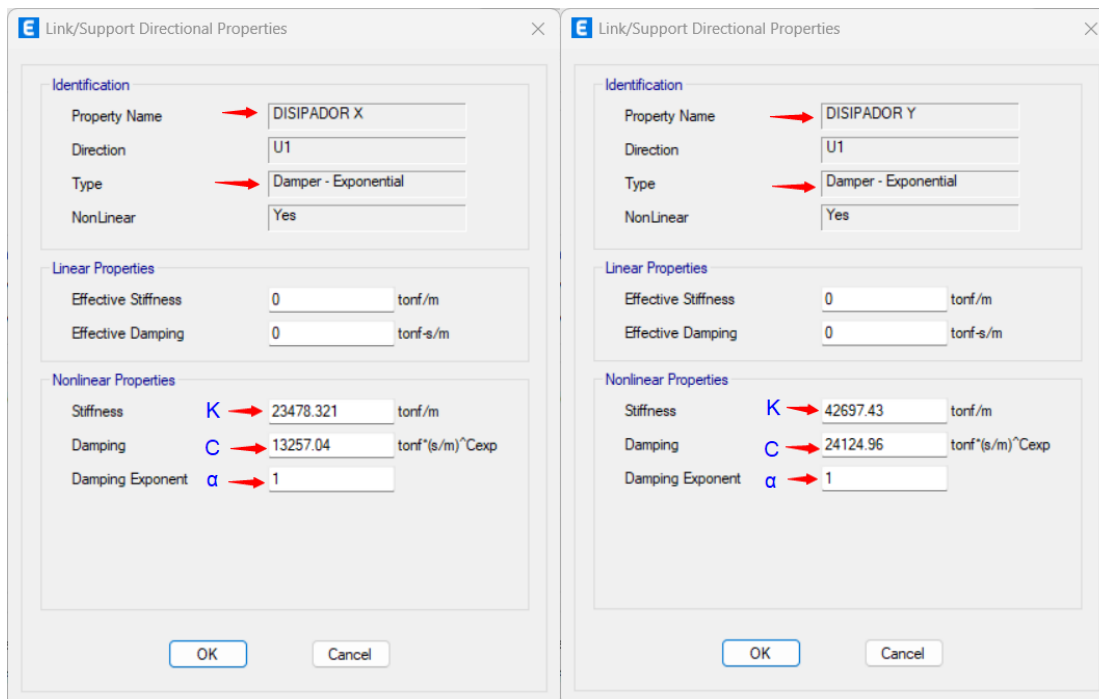 E Link/Support Directional Properties
Identification
Property Name DISIPADOR X
Direction U1
Type Damper - Exponential
NonLinear Yes
Linear Properties
Effective Stiffness 0 tonf/m
Effective Damping 0 tonf-s/m
Nonlinear Properties
Stiffness K 23478.321 tonf/m
Damping C 13257.04 tonf*(s/m)^Cexp
Damping Exponent α 1
OK Cancel
E Link/Support Directional Properties
Identification
Property Name DISIPADOR Y
Direction U1
Type Damper - Exponential
NonLinear Yes
Linear Properties
Effective Stiffness 0 tonf/m
Effective Damping 0 tonf-s/m
Nonlinear Properties
Stiffness K 42697.43 tonf/m
Damping C 24124.96 tonf*(s/m)^Cexp
Damping Exponent α 1
OK Cancel